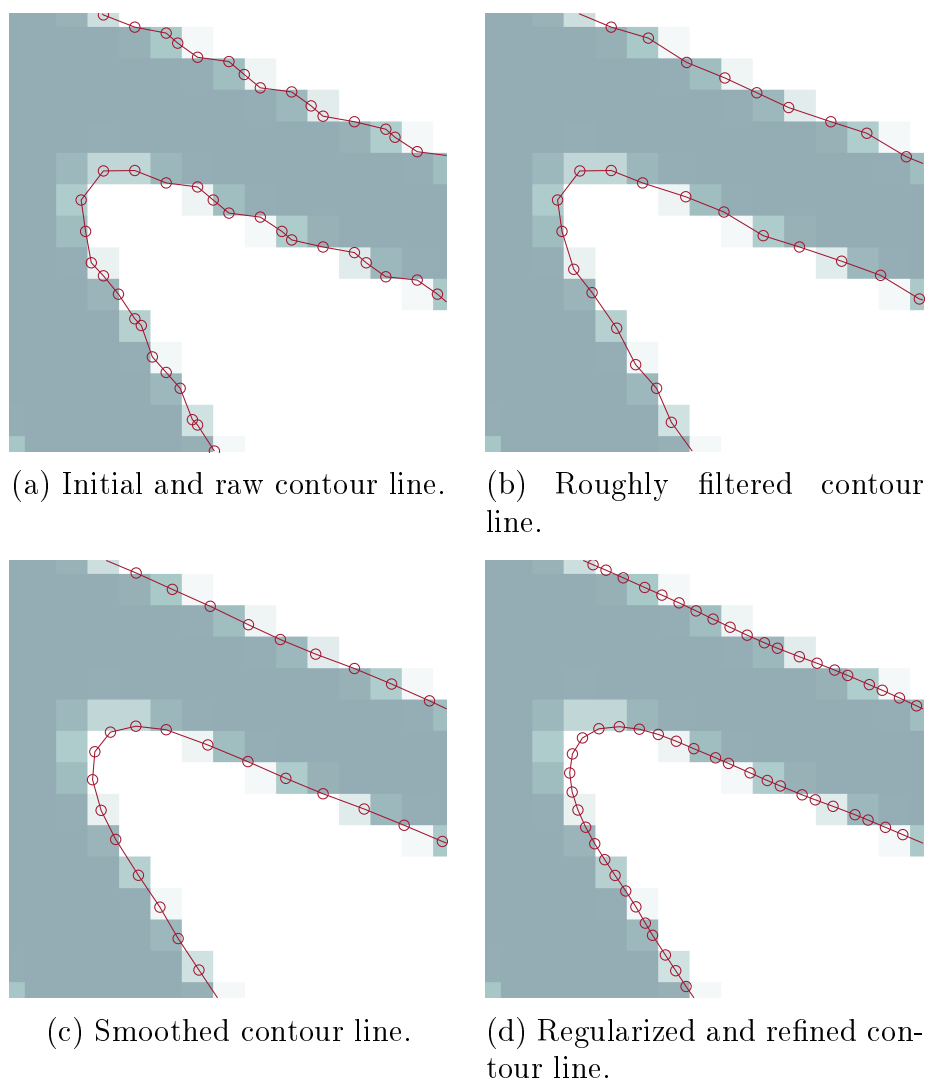 (a) Initial and raw contour line.
(b) Roughly filtered contour
line.
(c) Smoothed contour line.
(d) Regularized and refined con-
tour line.